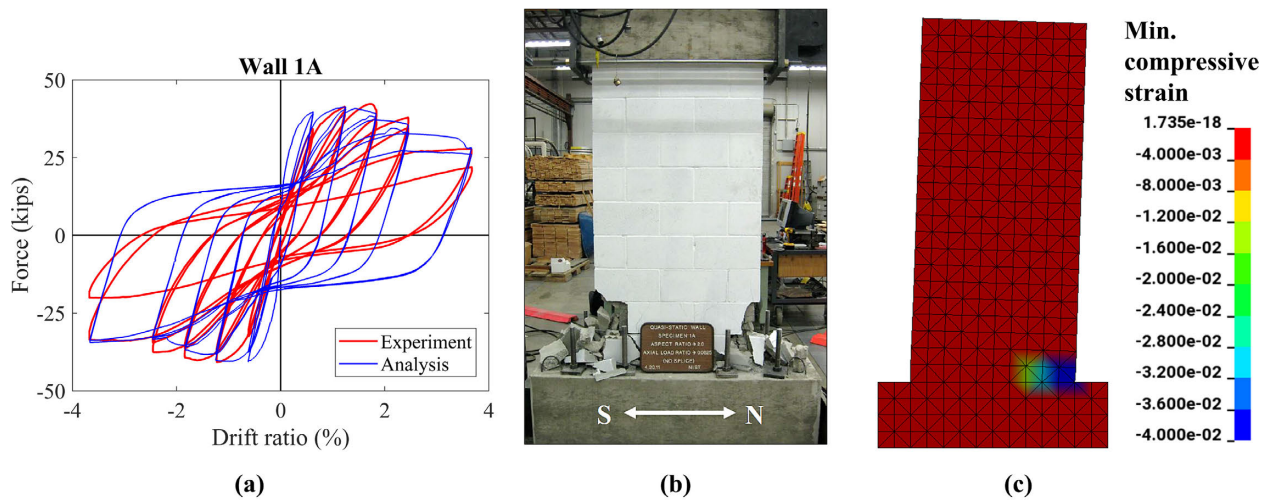 Wall 1A
50
25
0
-25
-50
Force (kips)
-4
-2
0
2
4
Drift ratio (%)
Experiment
Analysis
(a)
QUASI-STATIC WALL
SPECIMEN 1A
(NO SPLICE)
S
N
(b)
Min.
compressive
strain
1.735e-18
-4.000e-03
-8.000e-03
-1.200e-02
-1.600e-02
-2.000e-02
-2.400e-02
-2.800e-02
-3.200e-02
-3.600e-02
-4.000e-02
(c)